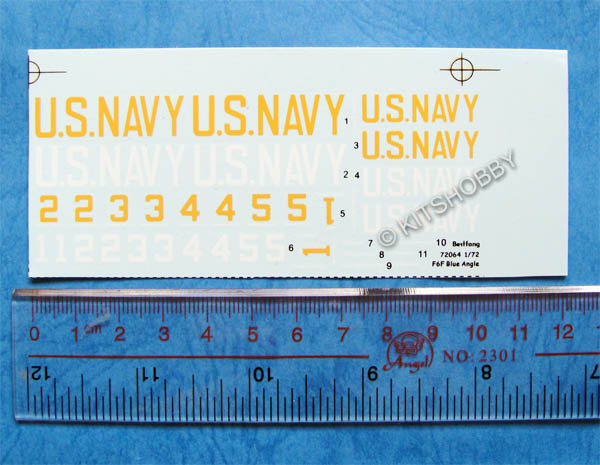 U.S.NAVY U.S.NAVY 1 U.S.NAVY
3 U.S.NAVY
U.S.NAVY U.S.NAVY 2 4 U.S.NAVY
2 2 3 3 4 4 5 5 1 5 U.S.NAVY
1 1 2 2 3 3 4 4 5 5 6 1 7 8 9 10 11
Bestfong
72064 1/72
F6F Blue Angle
© KITSHOBBY
0 1 cm 2 3 4 5 6 7 8 9 10 11 12
Angel NO:2301
12 11 10 9 8 7